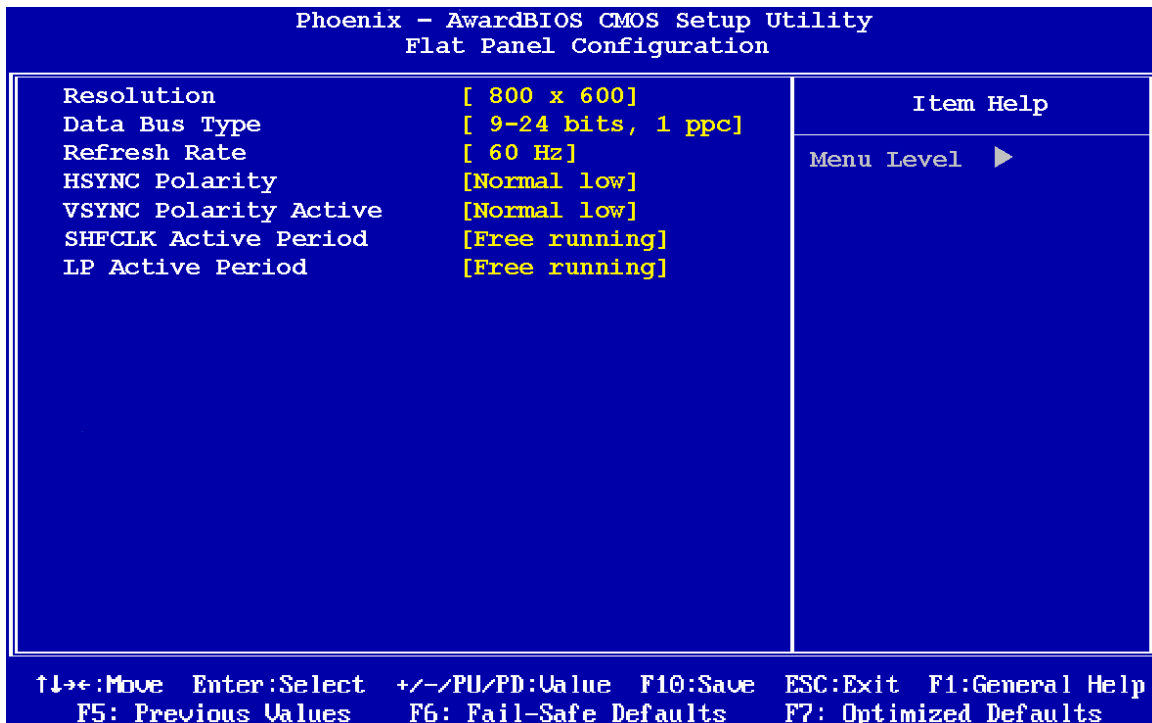 Phoenix – AwardBIOS CMOS Setup Utility
Flat Panel Configuration
Resolution [ 800 x 600]
Data Bus Type [ 9-24 bits, 1 ppc]
Refresh Rate [ 60 Hz]
HSYNC Polarity [Normal low]
VSYNC Polarity Active [Normal low]
SHFCLK Active Period [Free running]
LP Active Period [Free running]
Item Help
Menu Level ▶
↑↓→←:Move Enter:Select +/-/PU/PD:Value F10:Save ESC:Exit F1:General Help
F5: Previous Values F6: Fail-Safe Defaults F7: Optimized Defaults